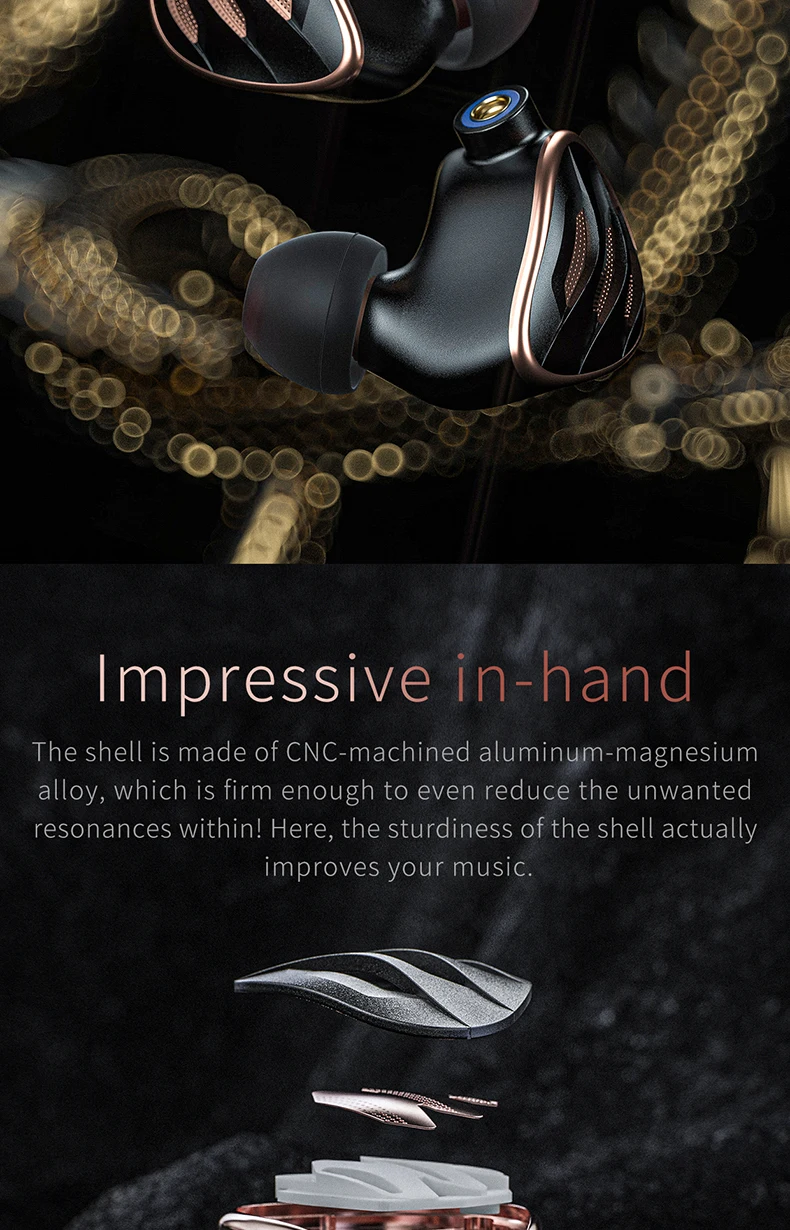 Impressive in-hand
The shell is made of CNC-machined aluminum-magnesium
alloy, which is firm enough to even reduce the unwanted
resonances within! Here, the sturdiness of the shell actually
improves your music.